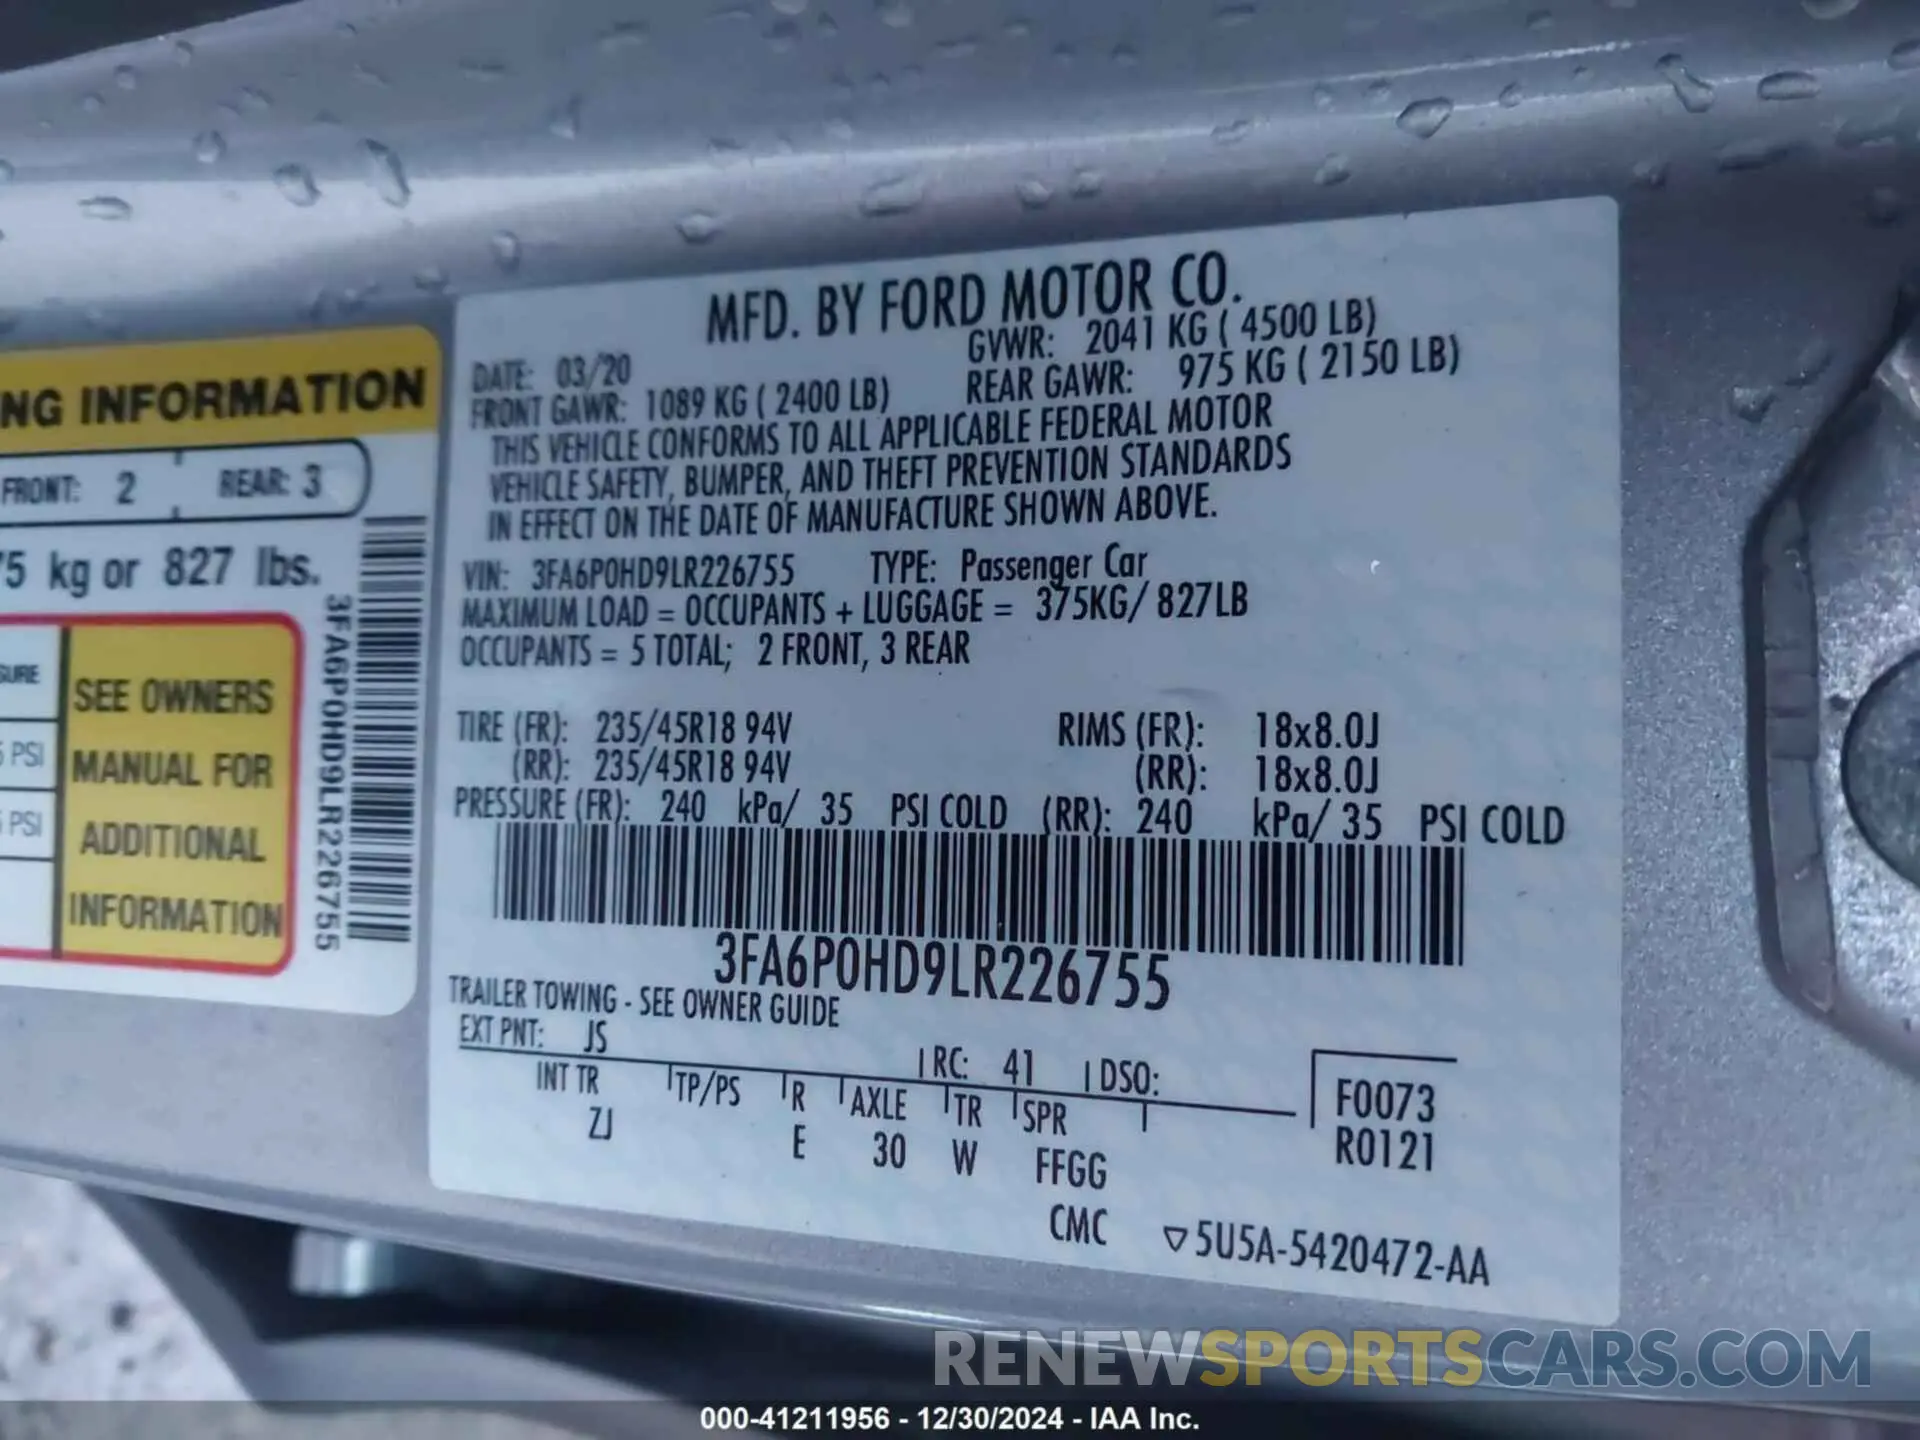 NG INFORMATION
FRONT: 2 REAR: 3
75 kg or 827 lbs.
SURE
PSI
PSI
SEE OWNERS
MANUAL FOR
ADDITIONAL
INFORMATION
3FA6P0HD9LR226755
MFD. BY FORD MOTOR CO.
DATE: 03/20 GVWR: 2041 KG ( 4500 LB)
FRONT GAWR: 1089 KG ( 2400 LB) REAR GAWR: 975 KG ( 2150 LB)
THIS VEHICLE CONFORMS TO ALL APPLICABLE FEDERAL MOTOR
VEHICLE SAFETY, BUMPER, AND THEFT PREVENTION STANDARDS
IN EFFECT ON THE DATE OF MANUFACTURE SHOWN ABOVE.
VIN: 3FA6P0HD9LR226755 TYPE: Passenger Car
MAXIMUM LOAD = OCCUPANTS + LUGGAGE = 375KG/ 827LB
OCCUPANTS = 5 TOTAL; 2 FRONT, 3 REAR
TIRE (FR): 235/45R18 94V RIMS (FR): 18x8.0J
(RR): 235/45R18 94V (RR): 18x8.0J
PRESSURE (FR): 240 kPa/ 35 PSI COLD (RR): 240 kPa/ 35 PSI COLD
3FA6P0HD9LR226755
TRAILER TOWING - SEE OWNER GUIDE
EXT PNT: JS RC: 41 DSO:
INT TR TP/PS R AXLE TR SPR
ZJ E 30 W FFGG
F0073
R0121
CMC ▽5U5A-5420472-AA
RENEWSPORTSCARS.COM
000-41211956 - 12/30/2024 - IAA Inc.